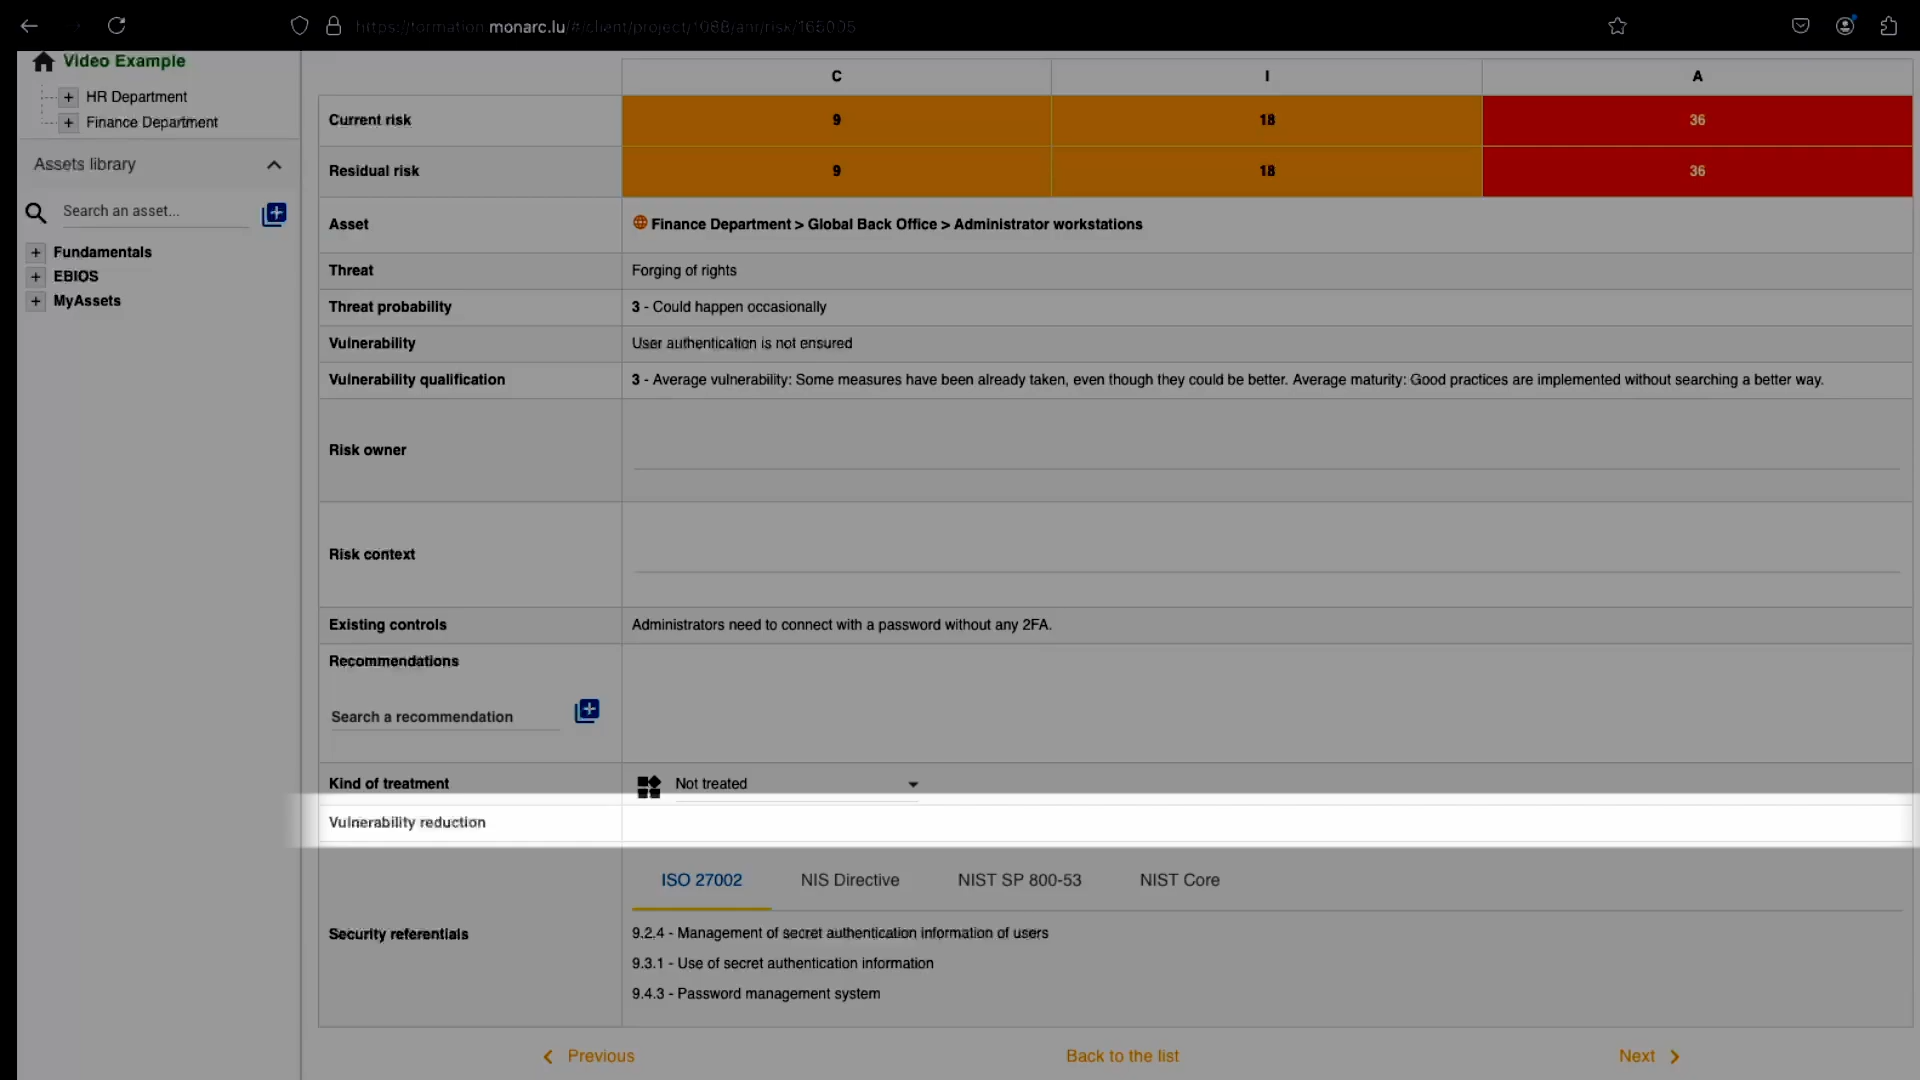 monarc.lu
Video Example
HR Department
Finance Department
Assets library
Search an asset...
Fundamentals
EBIOS
MyAssets
C I A
Current risk 9 18 36
Residual risk 9 18 36
Asset Finance Department > Global Back Office > Administrator workstations
Threat Forging of rights
Threat probability 3 - Could happen occasionally
Vulnerability User authentication is not ensured
Vulnerability qualification 3 - Average vulnerability: Some measures have been already taken, even though they could be better. Average maturity: Good practices are implemented without searching a better way.
Risk owner
Risk context
Existing controls Administrators need to connect with a password without any 2FA.
Recommendations
Search a recommendation
Kind of treatment Not treated
Vulnerability reduction
Security referentials
ISO 27002 NIS Directive NIST SP 800-53 NIST Core
9.2.4 - Management of secret authentication information of users
9.3.1 - Use of secret authentication information
9.4.3 - Password management system
Previous Back to the list Next